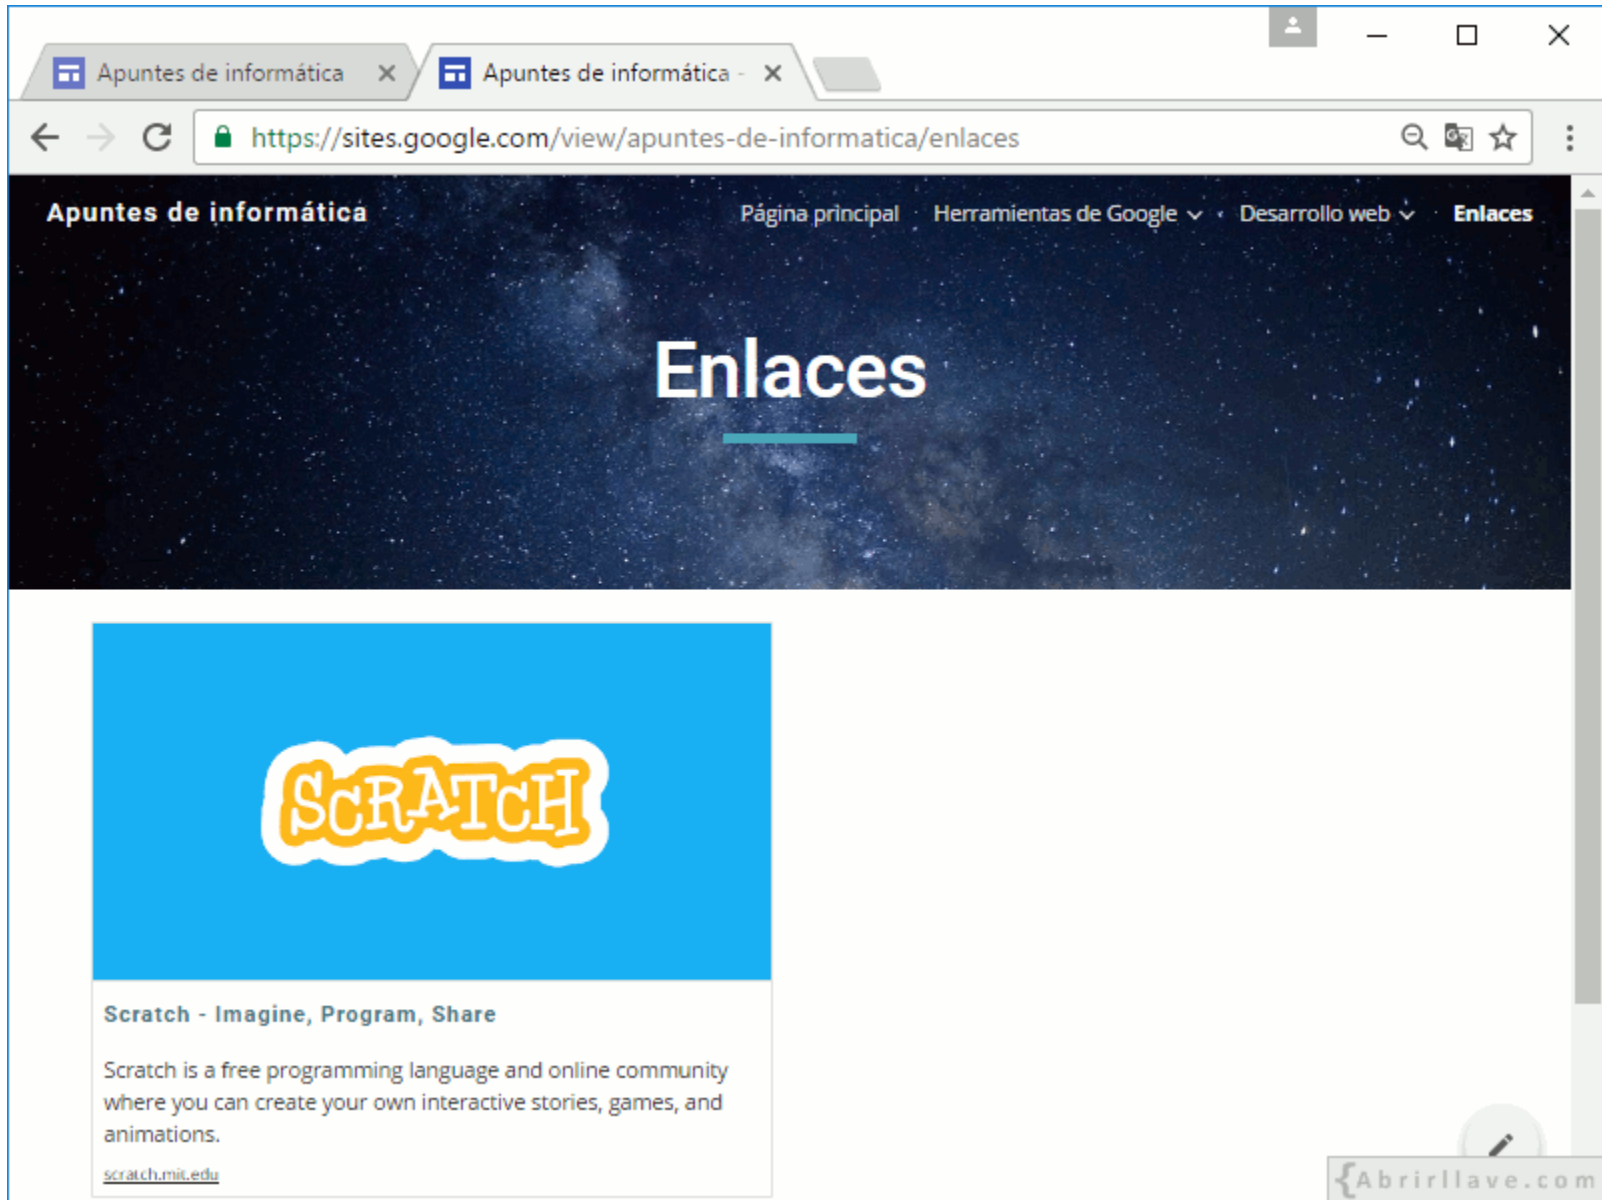 Apuntes de informática
Apuntes de informática -
https://sites.google.com/view/apuntes-de-informatica/enlaces
Apuntes de informática
Página principal
Herramientas de Google
Desarrollo web
Enlaces
Enlaces
SCRATCH
Scratch - Imagine, Program, Share
Scratch is a free programming language and online community
where you can create your own interactive stories, games, and
animations.
scratch.mit.edu
{Abrirllave.com